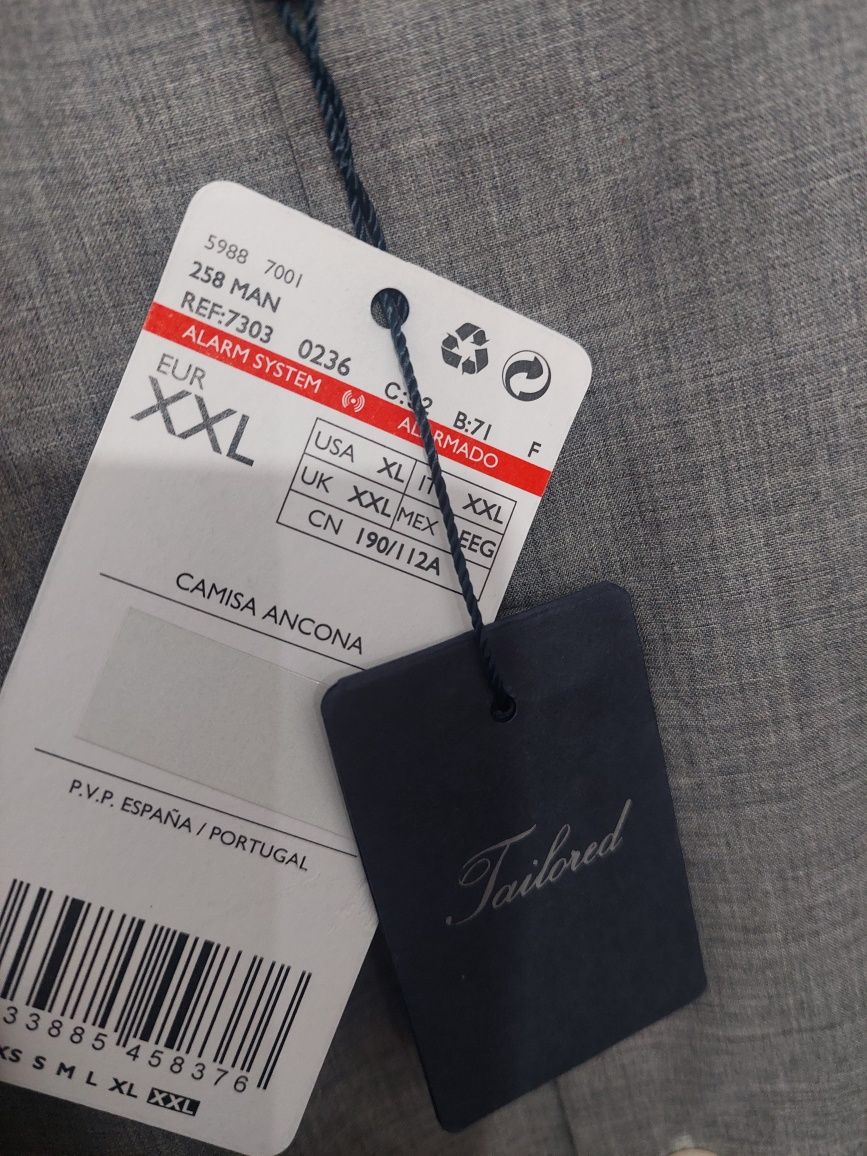 5988 7001
258 MAN
REF:7303 0236 C: B:71 F
ALARM SYSTEM ALARMADO
EUR
XXL
USA XL IT XXL
UK XXL MEX EEG
CN 190/112A
CAMISA ANCONA
P.V.P. ESPAÑA / PORTUGAL
33885 458376
XS S M L XL XXL
Tailored